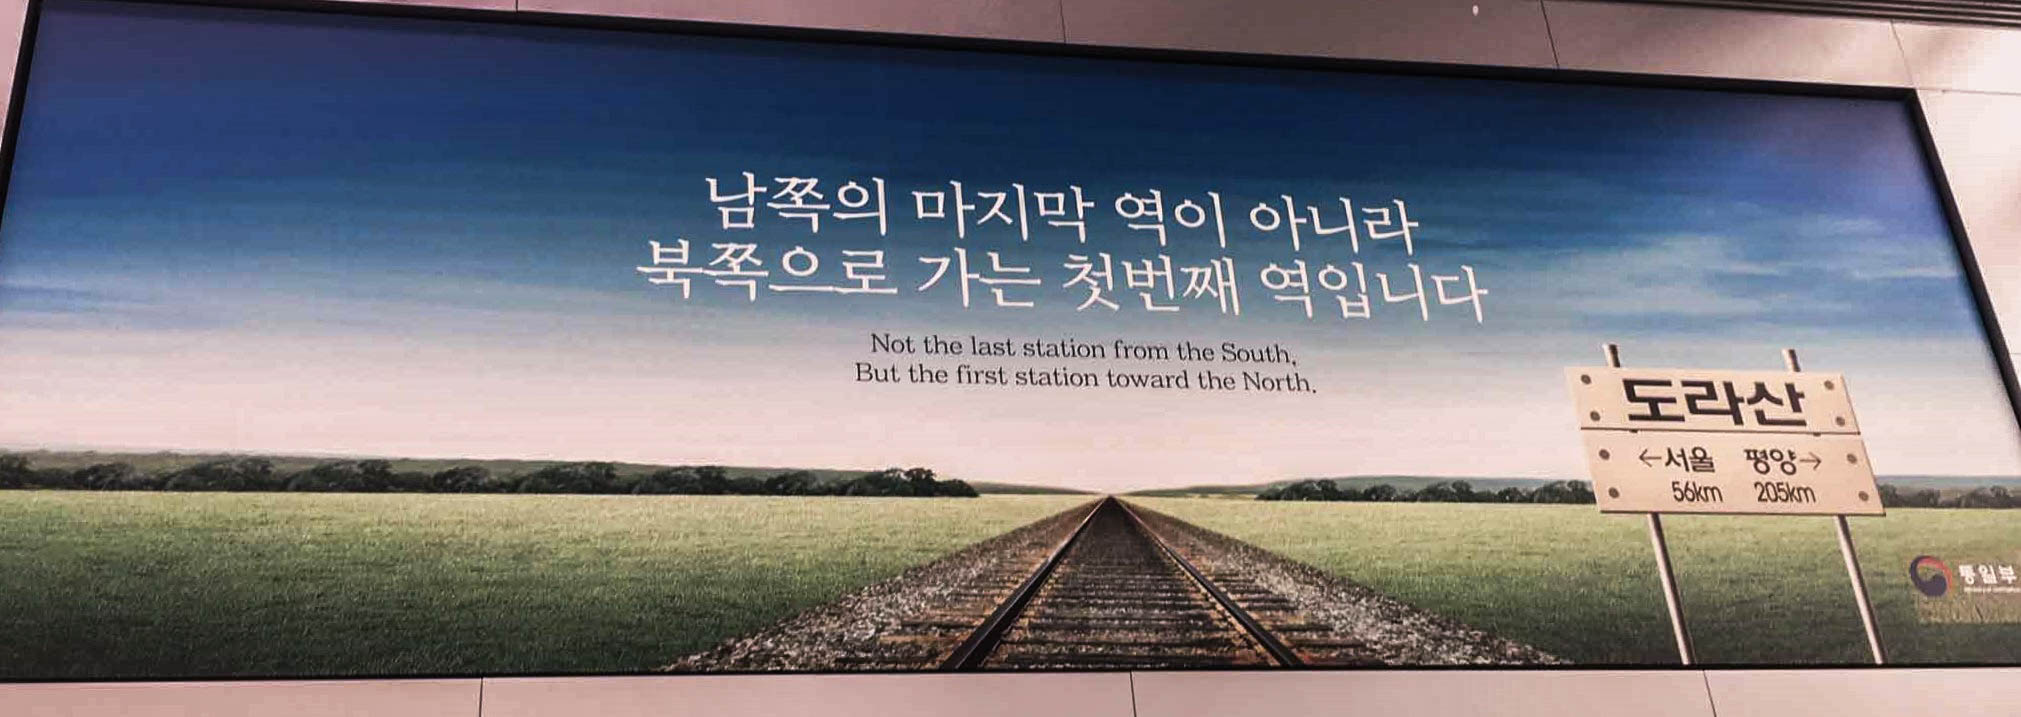 남쪽의 마지막 역이 아니라
북쪽으로 가는 첫번째 역입니다
Not the last station from the South,
But the first station toward the North.
도라산
←서울 평양→
56km 205km
통일부